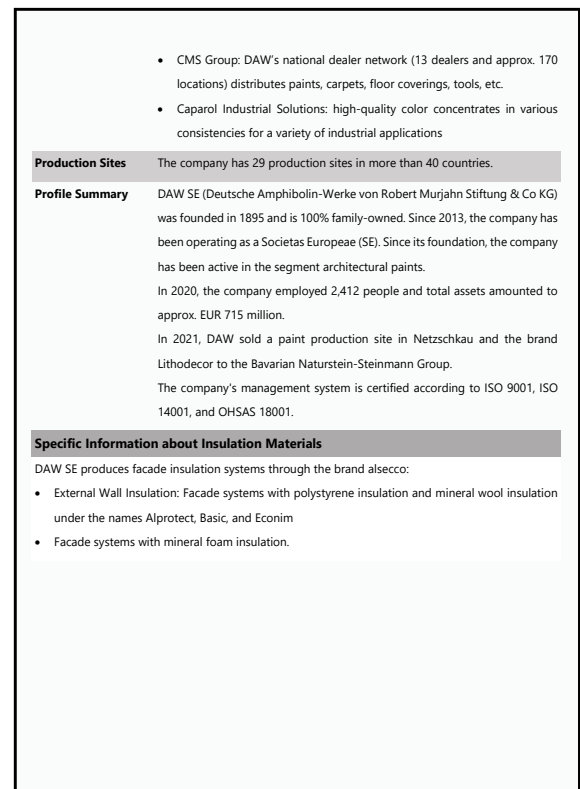 • CMS Group: DAW's national dealer network (13 dealers and approx. 170
locations) distributes paints, carpets, floor coverings, tools, etc.
• Caparol Industrial Solutions: high-quality color concentrates in various
consistencies for a variety of industrial applications
Production Sites The company has 29 production sites in more than 40 countries.
Profile Summary DAW SE (Deutsche Amphibolin-Werke von Robert Murjahn Stiftung & Co KG)
was founded in 1895 and is 100% family-owned. Since 2013, the company has
been operating as a Societas Europeae (SE). Since its foundation, the company
has been active in the segment architectural paints.
In 2020, the company employed 2,412 people and total assets amounted to
approx. EUR 715 million.
In 2021, DAW sold a paint production site in Netzschkau and the brand
Lithodecor to the Bavarian Naturstein-Steinmann Group.
The company's management system is certified according to ISO 9001, ISO
14001, and OHSAS 18001.
Specific Information about Insulation Materials
DAW SE produces facade insulation systems through the brand alsecco:
• External Wall Insulation: Facade systems with polystyrene insulation and mineral wool insulation
under the names Alprotect, Basic, and Econim
• Facade systems with mineral foam insulation.